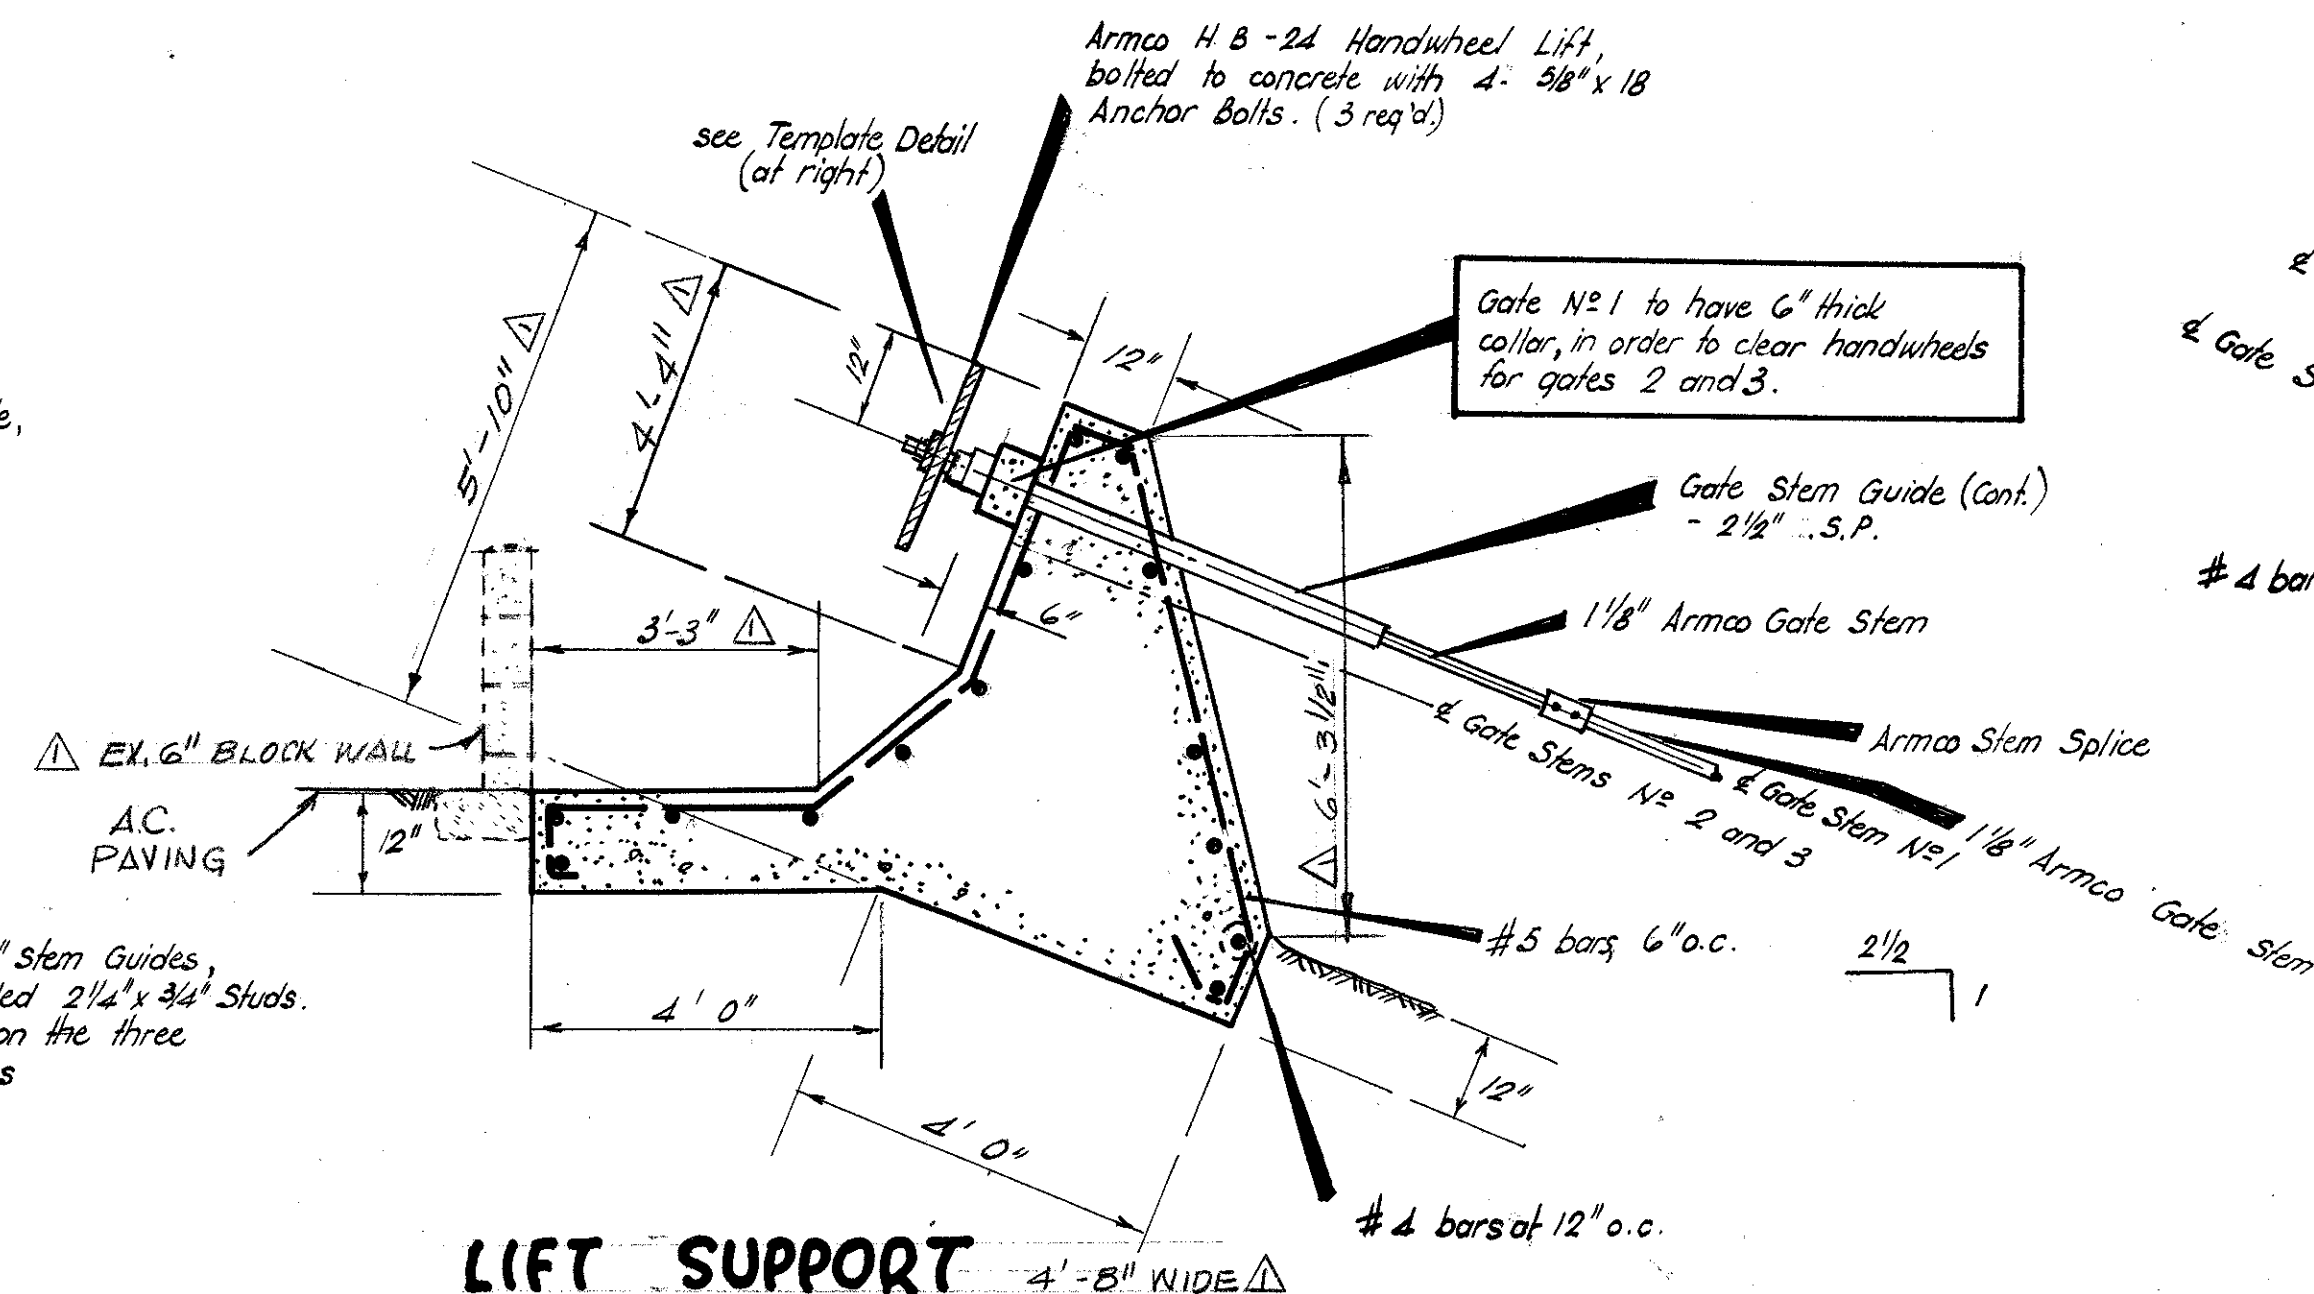 Armco H.B-24 Handwheel Lift,
bolted to concrete with 4- 5/8" x 18
Anchor Bolts. (3 req'd.)
see Template Detail
(at right)
Gate Nº 1 to have 6" thick
collar, in order to clear handwheels
for gates 2 and 3.
12"
12"
4'-4" 1
5'-10" 1
℄ Gate
Gate Stem Guide (Cont.)
- 2½" S.P.
#4 bar
1⅛" Armco Gate Stem
3'-3" 1
6"
6'-3½" 1
Armco Stem Splice
1 EX. 6" BLOCK WALL
A.C.
PAVING
12"
℄ Gate Stems Nº 2 and 3
℄ Gate Stem Nº 1
1⅛" Armco Gate Stem
#5 bars, 6" o.c.
2½
1
" Stem Guides,
2¼" x ¾" Studs.
on the three
4' 0"
12"
4' 0"
#4 bars at 12" o.c.
LIFT SUPPORT 4'-8" WIDE 1